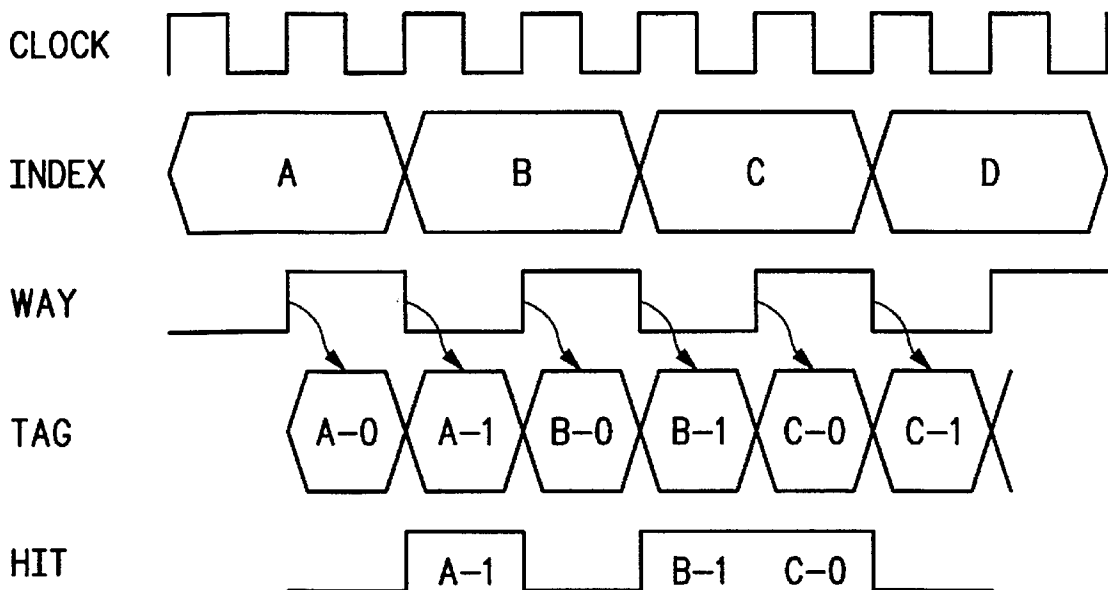 CLOCK
INDEX A B C D
WAY
TAG A-0 A-1 B-0 B-1 C-0 C-1
HIT A-1 B-1 C-0